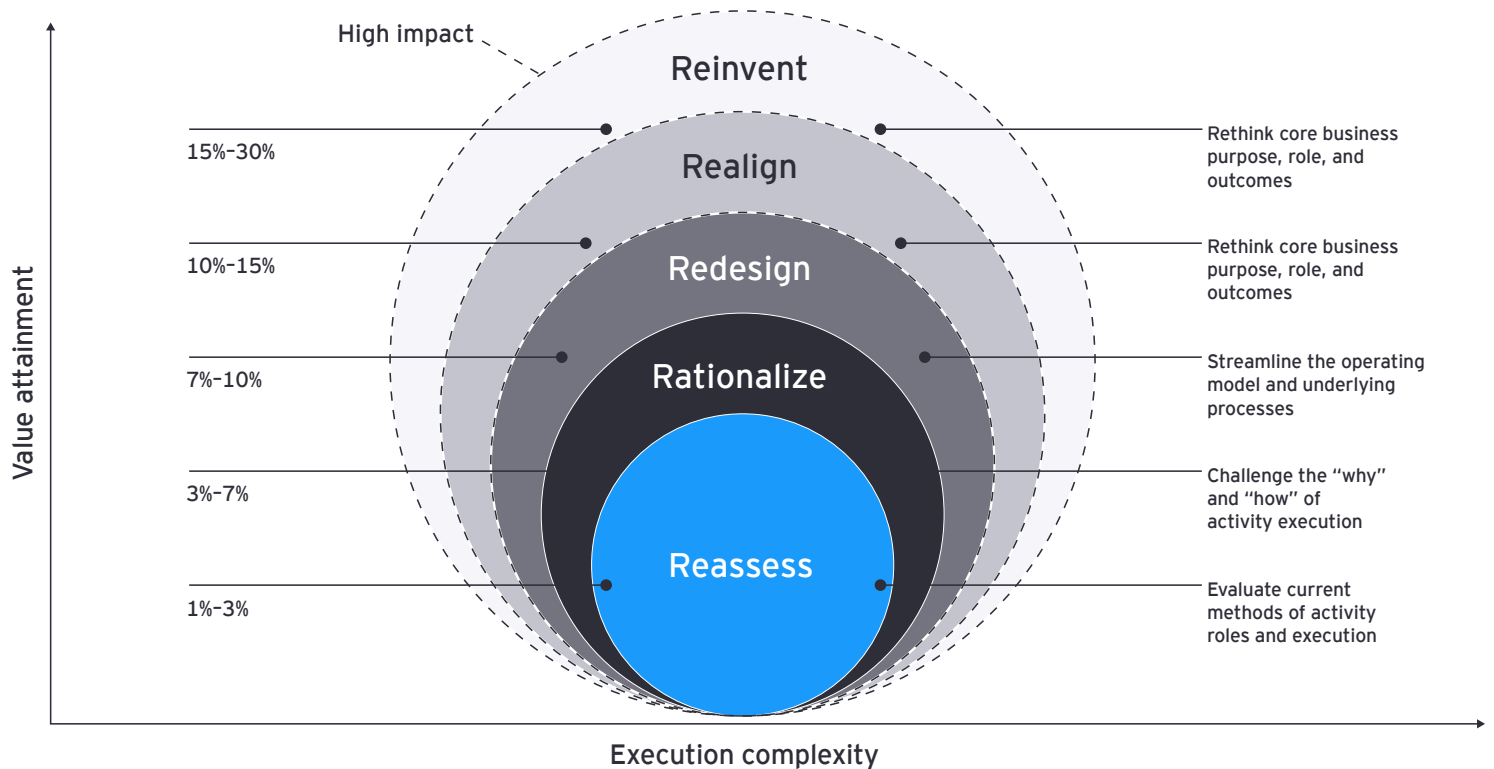 High impact
Reinvent
15%–30%
Rethink core business
purpose, role, and
outcomes
Realign
10%–15%
Rethink core business
purpose, role, and
outcomes
Redesign
7%–10%
Streamline the operating
model and underlying
processes
Rationalize
3%–7%
Challenge the “why”
and “how” of
activity execution
Reassess
1%–3%
Evaluate current
methods of activity
roles and execution
Value attainment
Execution complexity